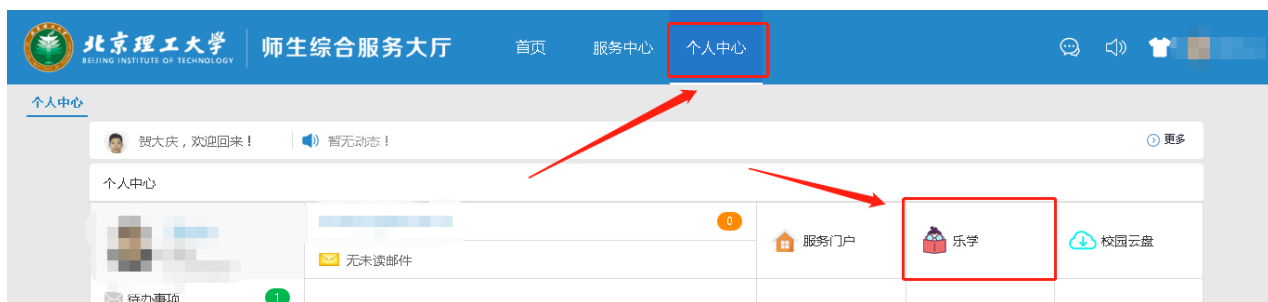 北京理工大学
BEIJING INSTITUTE OF TECHNOLOGY
师生综合服务大厅
首页
服务中心
个人中心
个人中心
贺大庆，欢迎回来！
暂无动态！
更多
个人中心
0
服务门户
乐学
校园云盘
无未读邮件
待办事项
1